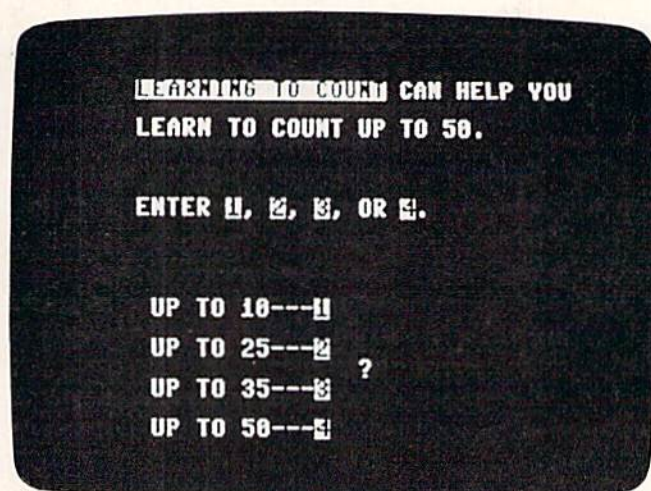 LEARNING TO COUNT CAN HELP YOU
LEARN TO COUNT UP TO 50.
ENTER 1, 2, 3, OR 4.
UP TO 10---1
UP TO 25---2
?
UP TO 35---3
UP TO 50---4